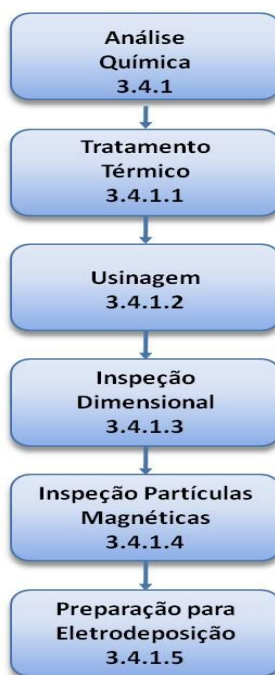 Análise
Química
3.4.1
Tratamento
Térmico
3.4.1.1
Usinagem
3.4.1.2
Inspeção
Dimensional
3.4.1.3
Inspeção Partículas
Magnéticas
3.4.1.4
Preparação para
Eletrodeposição
3.4.1.5